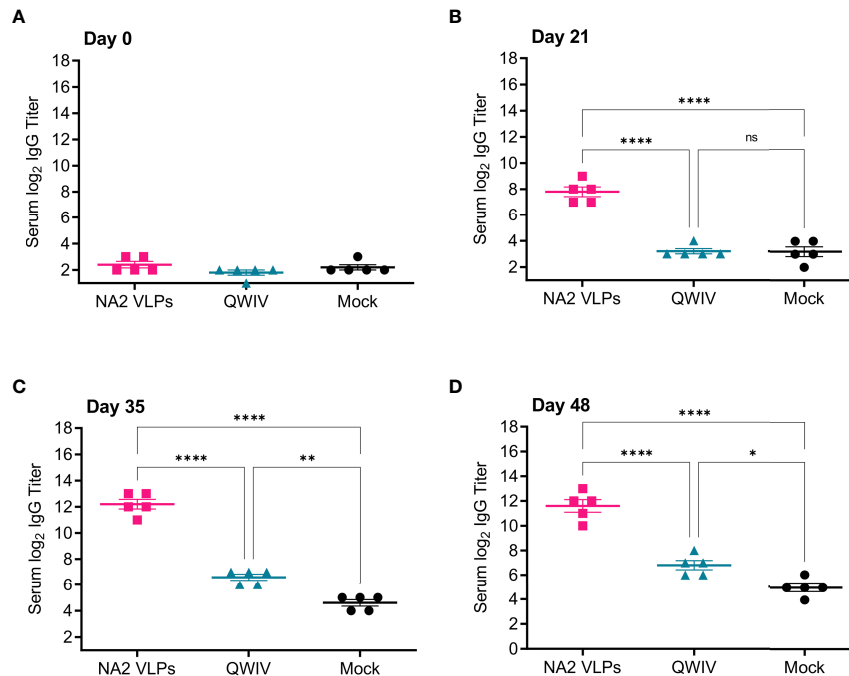 A
Day 0
Serum log2 IgG Titer
18
16
14
12
10
8
6
4
2
NA2 VLPs QWIV Mock
B
Day 21
Serum log2 IgG Titer
18
16
14
12
10
8
6
4
2
****
**** ns
NA2 VLPs QWIV Mock
C
Day 35
Serum log2 IgG Titer
18
16
14
12
10
8
6
4
2
****
**** **
NA2 VLPs QWIV Mock
D
Day 48
Serum log2 IgG Titer
18
16
14
12
10
8
6
4
2
0
****
**** *
NA2 VLPs QWIV Mock